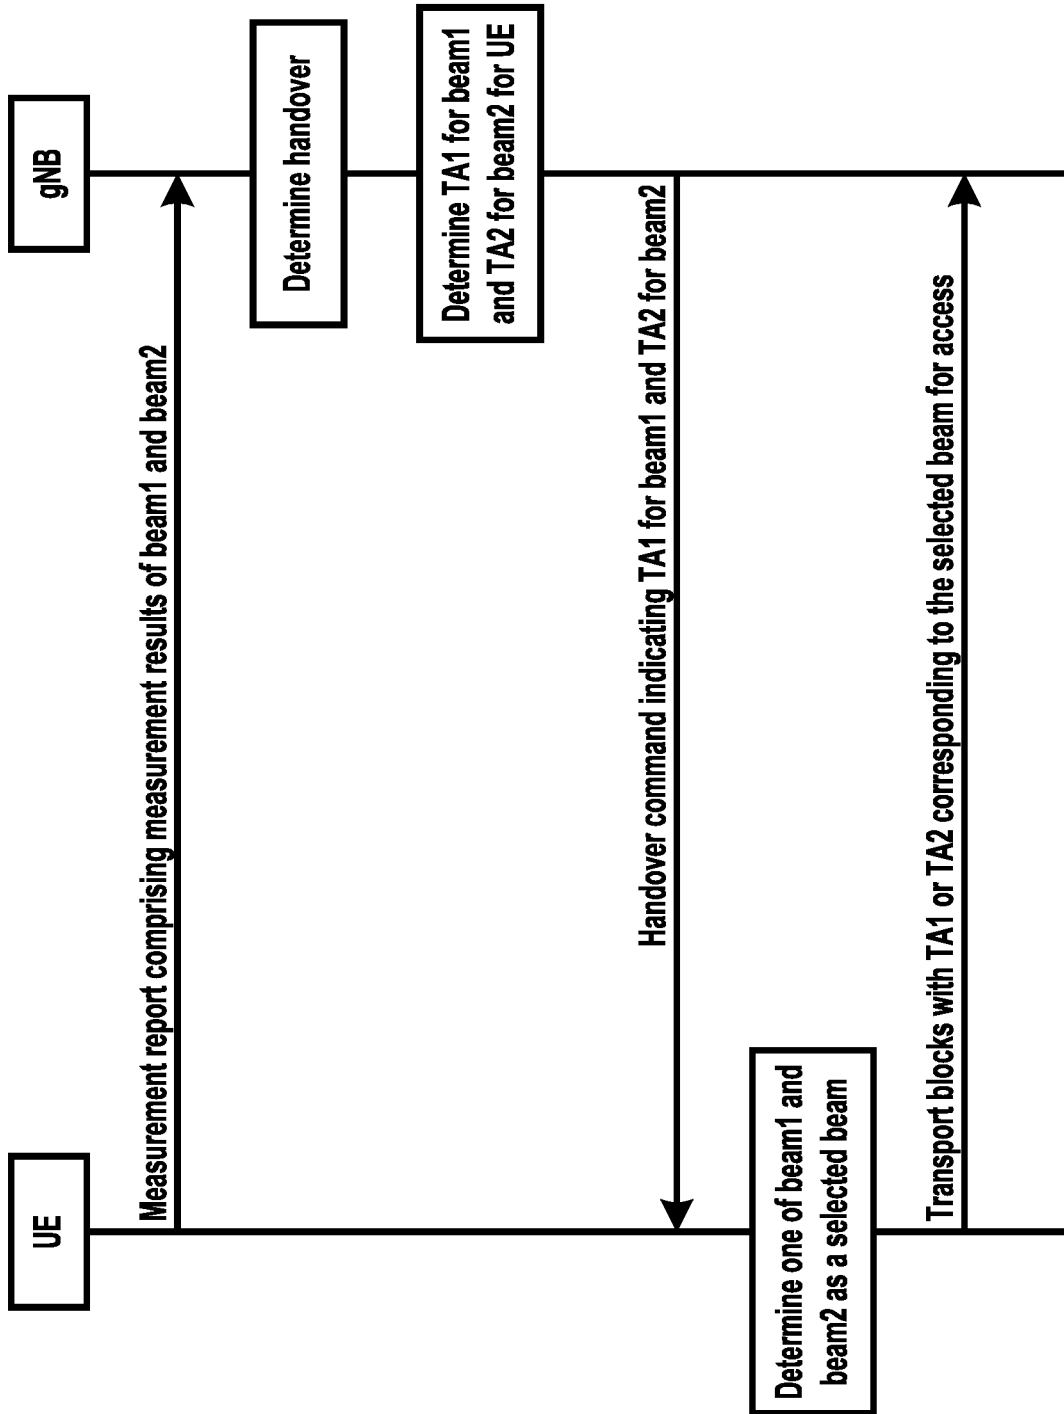 UE
gNB
Measurement report comprising measurement results of beam1 and beam2
Determine handover
Determine TA1 for beam1
and TA2 for beam2 for UE
Handover command indicating TA1 for beam1 and TA2 for beam2
Determine one of beam1 and
beam2 as a selected beam
Transport blocks with TA1 or TA2 corresponding to the selected beam for access